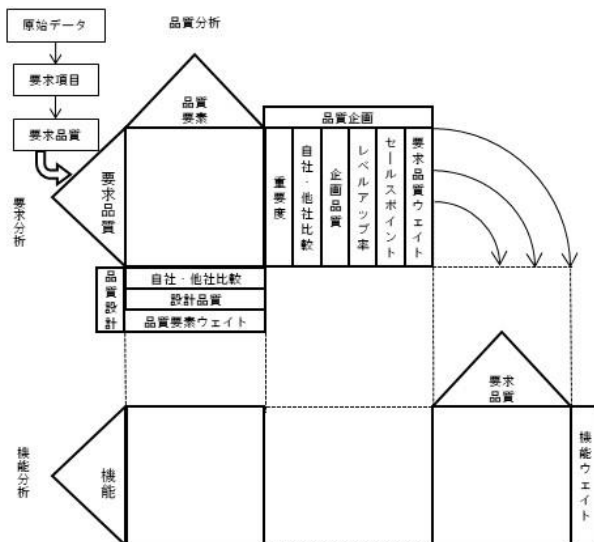 原始データ
品質分析
要求項目
要求品質
品質
要素
品質企画
要求分析
要求品質
重要度
自社・他社比較
企画品質
レベルアップ率
セールスポイント
要求品質ウェイト
品質設計
自社・他社比較
設計品質
品質要素ウェイト
要求
品質
機能分析
機能
機能ウェイト